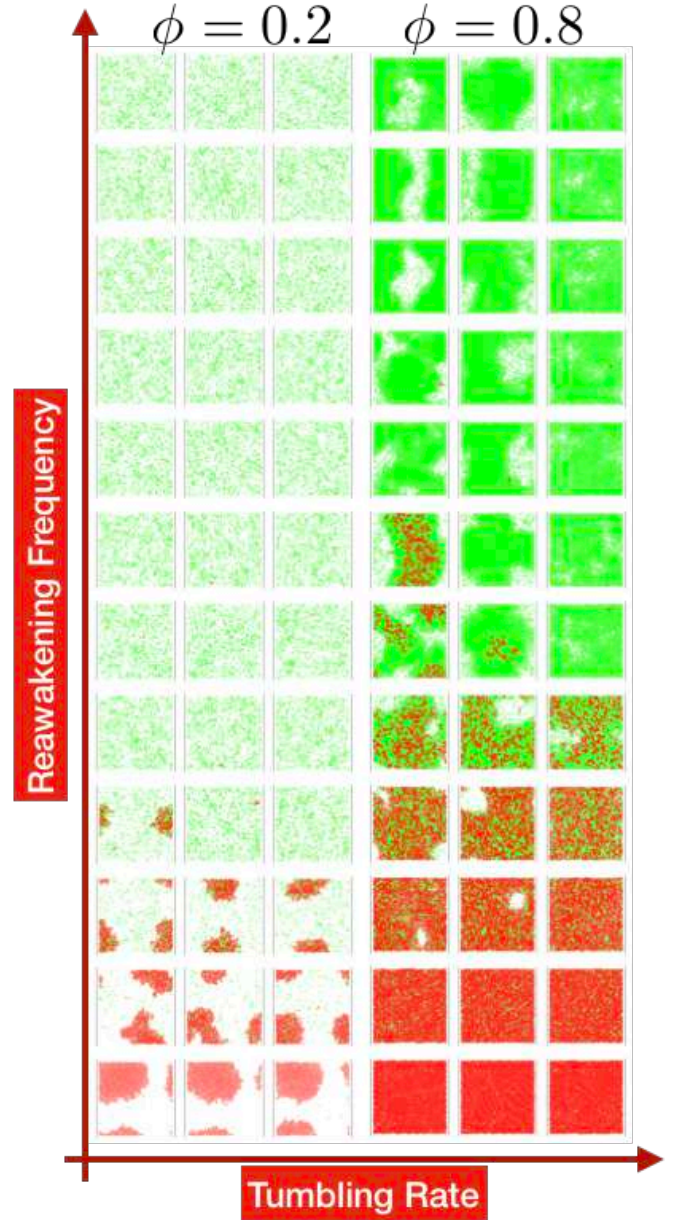 ϕ = 0.2 ϕ = 0.8
Reawakening Frequency
Tumbling Rate